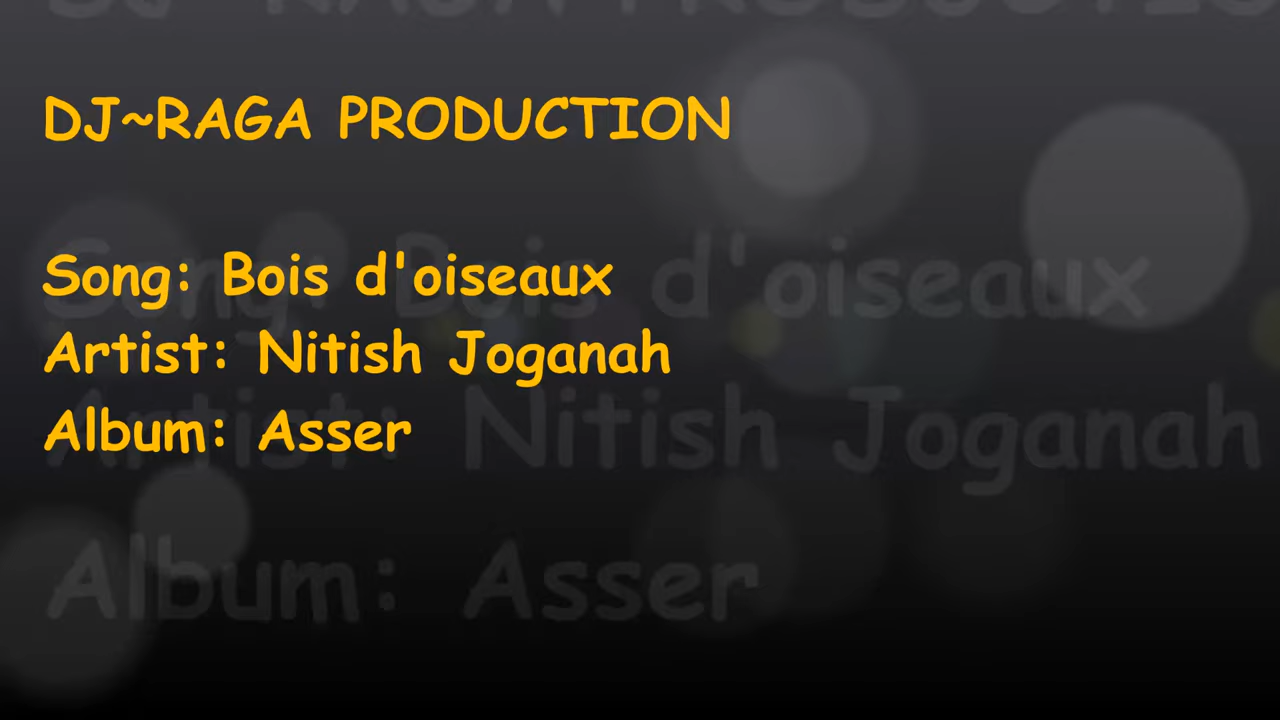 DJ~RAGA PRODUCTION
Song: Bois d'oiseaux
Artist: Nitish Joganah
Album: Asser